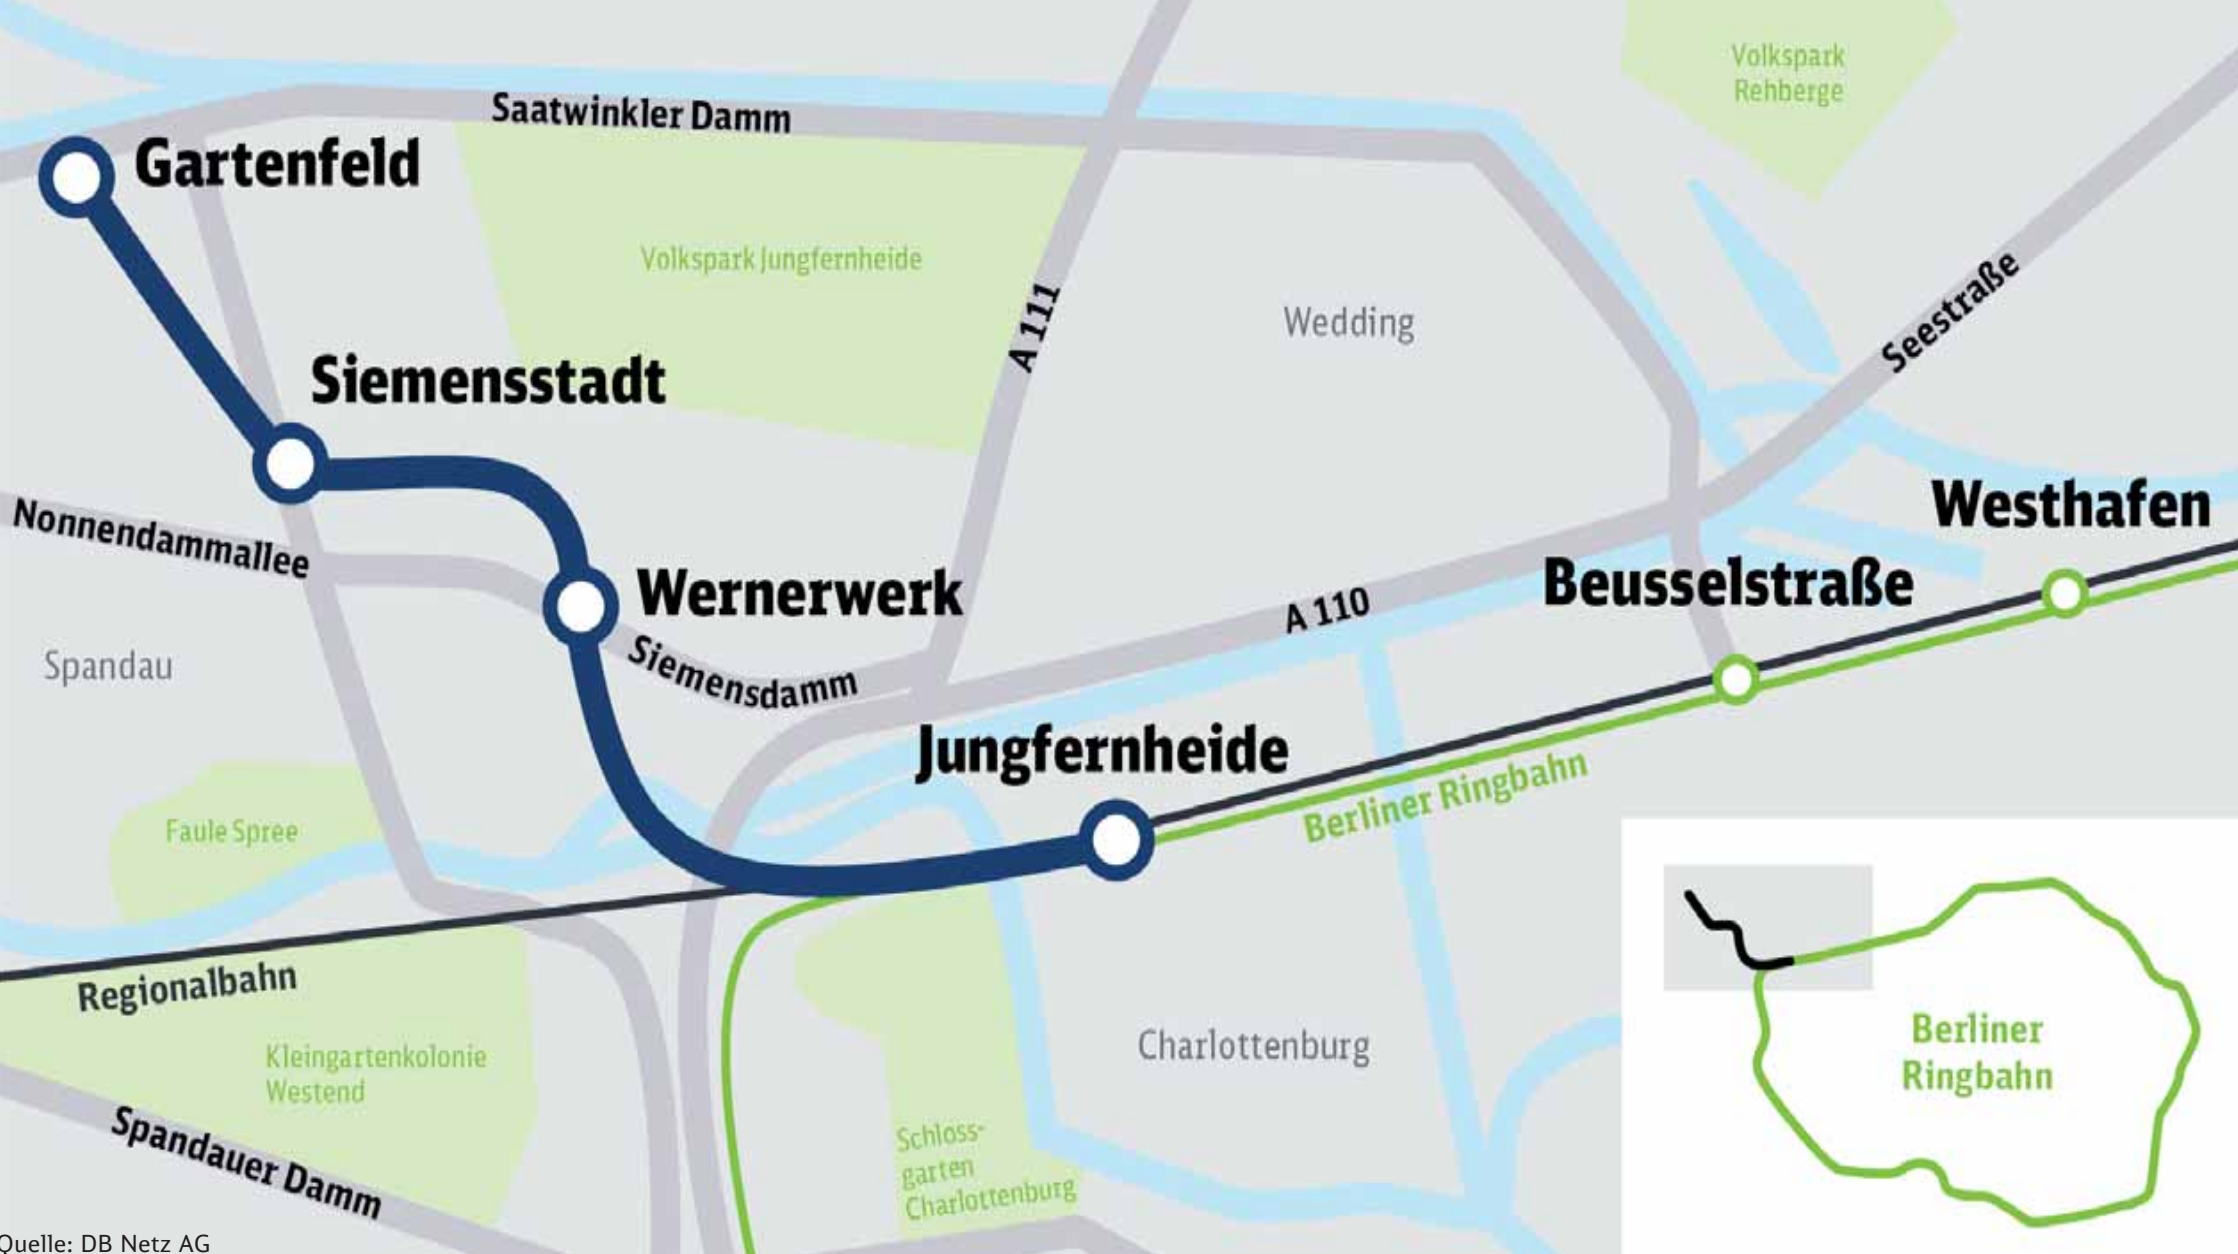 Volkspark
Rehberge
Saatwinkler Damm
Gartenfeld
Volkspark Jungfernheide
A 111
Wedding
Seestraße
Siemensstadt
Nonnendammallee
Westhafen
Beusselstraße
Wernerwerk
A 110
Siemensdamm
Spandau
Jungfernheide
Berliner Ringbahn
Faule Spree
Regionalbahn
Kleingartenkolonie
Westend
Charlottenburg
Berliner
Ringbahn
Spandauer Damm
Schloss-
garten
Charlottenburg
Quelle: DB Netz AG